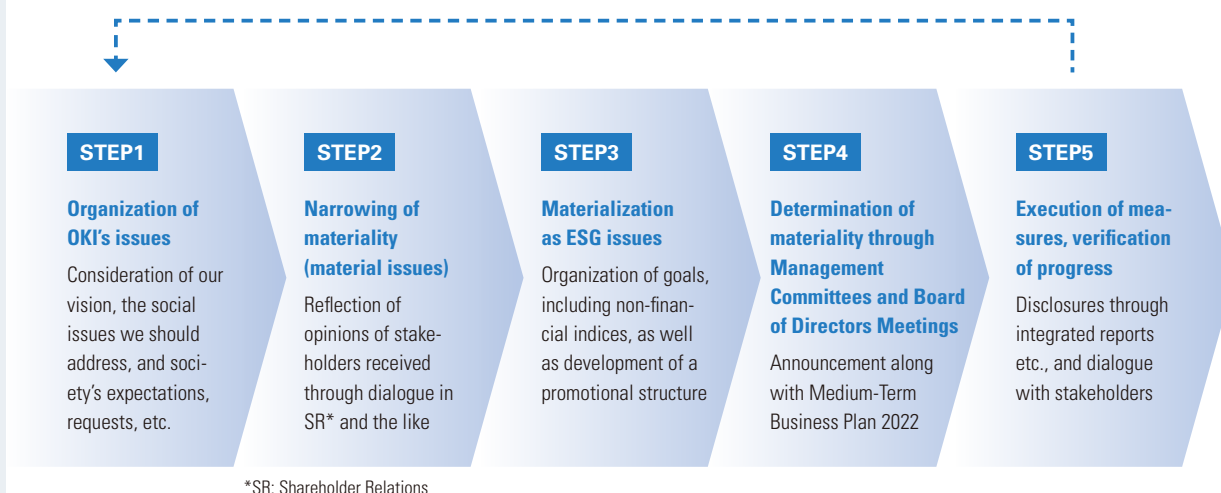 STEP1
Organization of
OKI's issues
Consideration of our
vision, the social
issues we should
address, and soci-
ety's expectations,
requests, etc.
STEP2
Narrowing of
materiality
(material issues)
Reflection of
opinions of stake-
holders received
through dialogue in
SR* and the like
STEP3
Materialization
as ESG issues
Organization of goals,
including non-finan-
cial indices, as well
as development of a
promotional structure
STEP4
Determination of
materiality through
Management
Committees and Board
of Directors Meetings
Announcement along
with Medium-Term
Business Plan 2022
STEP5
Execution of mea-
sures, verification
of progress
Disclosures through
integrated reports
etc., and dialogue
with stakeholders
*SR: Shareholder Relations